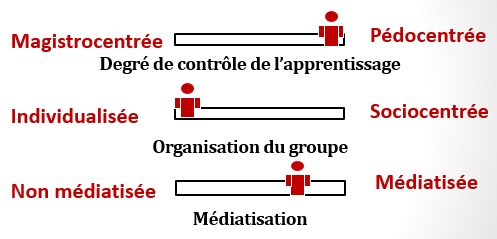 Magistrocentrée Pédocentrée
Degré de contrôle de l’apprentissage
Individualisée Sociocentrée
Organisation du groupe
Non médiatisée Médiatisée
Médiatisation